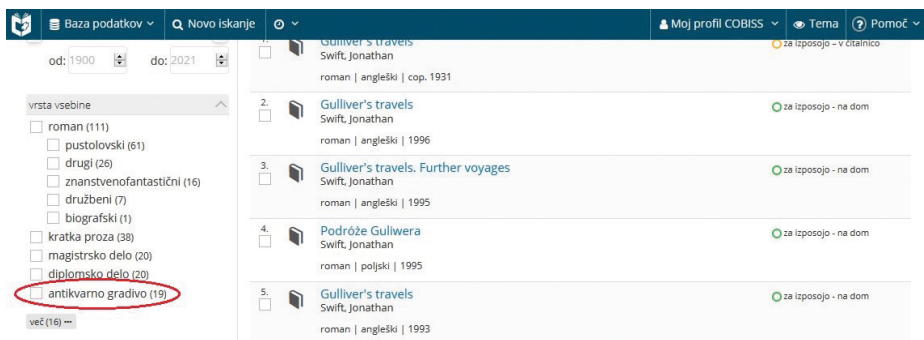 Baza podatkov Novo iskanje Moj profil COBISS Tema Pomoč
od: 1900 do: 2021
vrsta vsebine
roman (111)
pustolovski (61)
drugi (26)
znanstvenofantastični (16)
družbeni (7)
biografski (1)
kratka proza (38)
magistrsko delo (20)
diplomsko delo (20)
antikvarno gradivo (19)
več (16)
1.
Gulliver's travels
Swift, Jonathan
roman | angleški | cop. 1931
za izposojo – v čitalnico
2.
Gulliver's travels
Swift, Jonathan
roman | angleški | 1996
za izposojo - na dom
3.
Gulliver's travels. Further voyages
Swift, Jonathan
roman | angleški | 1995
za izposojo - na dom
4.
Podróże Guliwera
Swift, Jonathan
roman | poljski | 1995
za izposojo - na dom
5.
Gulliver's travels
Swift, Jonathan
roman | angleški | 1993
za izposojo - na dom